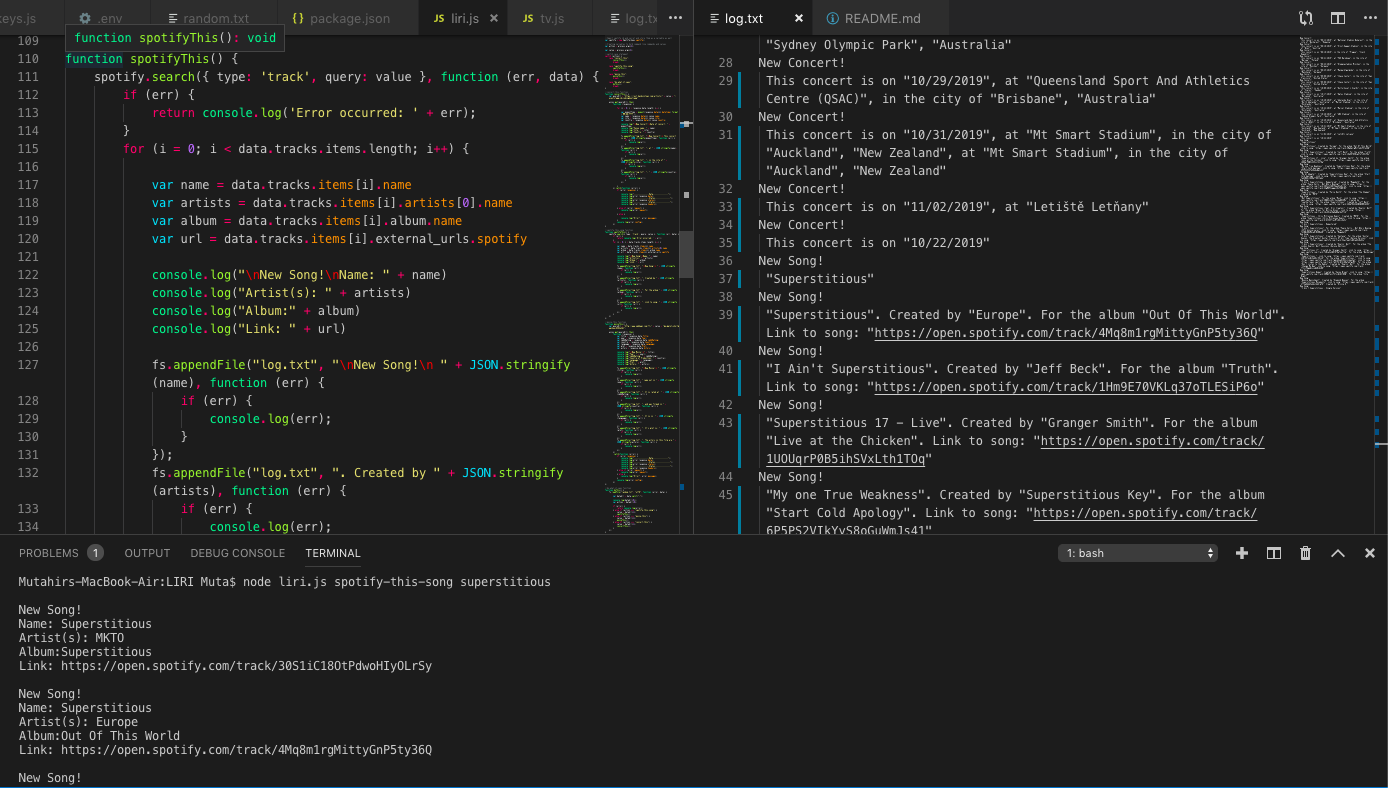 keys.js .env random.txt {} package.json JS liri.js × JS tv.js log.tx ···
function spotifyThis(): void
109
110 function spotifyThis() {
111 spotify.search({ type: 'track', query: value }, function (err, data) {
112 if (err) {
113 return console.log('Error occurred: ' + err);
114 }
115 for (i = 0; i < data.tracks.items.length; i++) {
116
117 var name = data.tracks.items[i].name
118 var artists = data.tracks.items[i].artists[0].name
119 var album = data.tracks.items[i].album.name
120 var url = data.tracks.items[i].external_urls.spotify
121
122 console.log("\nNew Song!\nName: " + name)
123 console.log("Artist(s): " + artists)
124 console.log("Album:" + album)
125 console.log("Link: " + url)
126
127 fs.appendFile("log.txt", "\nNew Song!\n " + JSON.stringify
(name), function (err) {
128 if (err) {
129 console.log(err);
130 }
131 });
132 fs.appendFile("log.txt", ". Created by " + JSON.stringify
(artists), function (err) {
133 if (err) {
134 console.log(err);
log.txt × README.md ···
"Sydney Olympic Park", "Australia"
28 New Concert!
29 This concert is on "10/29/2019", at "Queensland Sport And Athletics
Centre (QSAC)", in the city of "Brisbane", "Australia"
30 New Concert!
31 This concert is on "10/31/2019", at "Mt Smart Stadium", in the city of
"Auckland", "New Zealand", at "Mt Smart Stadium", in the city of
"Auckland", "New Zealand"
32 New Concert!
33 This concert is on "11/02/2019", at "Letiště Letňany"
34 New Concert!
35 This concert is on "10/22/2019"
36 New Song!
37 "Superstitious"
38 New Song!
39 "Superstitious". Created by "Europe". For the album "Out Of This World".
Link to song: "https://open.spotify.com/track/4Mq8m1rgMittyGnP5ty36Q"
40 New Song!
41 "I Ain't Superstitious". Created by "Jeff Beck". For the album "Truth".
Link to song: "https://open.spotify.com/track/1Hm9E70VKLq37oTLESiP6o"
42 New Song!
43 "Superstitious 17 - Live". Created by "Granger Smith". For the album
"Live at the Chicken". Link to song: "https://open.spotify.com/track/
1UOUqrP0B5ihSVxLth1TOq"
44 New Song!
45 "My one True Weakness". Created by "Superstitious Key". For the album
"Start Cold Apology". Link to song: "https://open.spotify.com/track/
6P5PS2VIkYyS8oGuWmJs41"
PROBLEMS 1 OUTPUT DEBUG CONSOLE TERMINAL 1: bash
Mutahirs-MacBook-Air:LIRI Muta$ node liri.js spotify-this-song superstitious
New Song!
Name: Superstitious
Artist(s): MKTO
Album:Superstitious
Link: https://open.spotify.com/track/30S1iC18OtPdwoHIyOLrSy
New Song!
Name: Superstitious
Artist(s): Europe
Album:Out Of This World
Link: https://open.spotify.com/track/4Mq8m1rgMittyGnP5ty36Q
New Song!